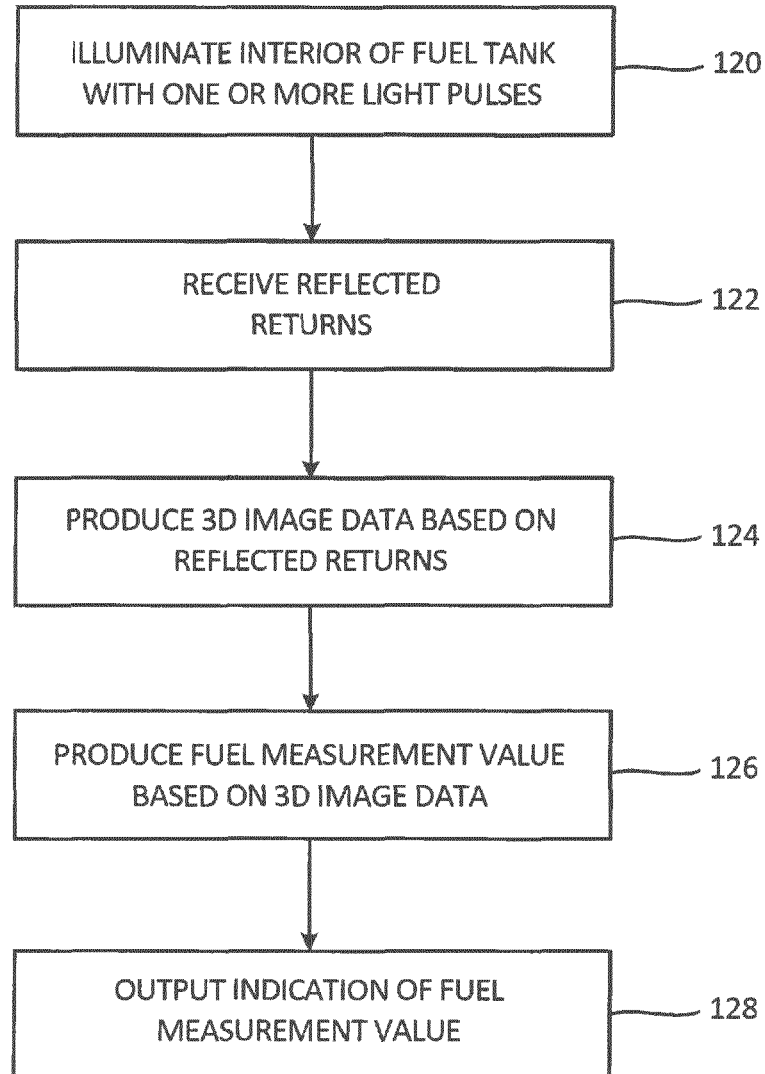 ILLUMINATE INTERIOR OF FUEL TANK
WITH ONE OR MORE LIGHT PULSES
120
RECEIVE REFLECTED
RETURNS
122
PRODUCE 3D IMAGE DATA BASED ON
REFLECTED RETURNS
124
PRODUCE FUEL MEASUREMENT VALUE
BASED ON 3D IMAGE DATA
126
OUTPUT INDICATION OF FUEL
MEASUREMENT VALUE
128